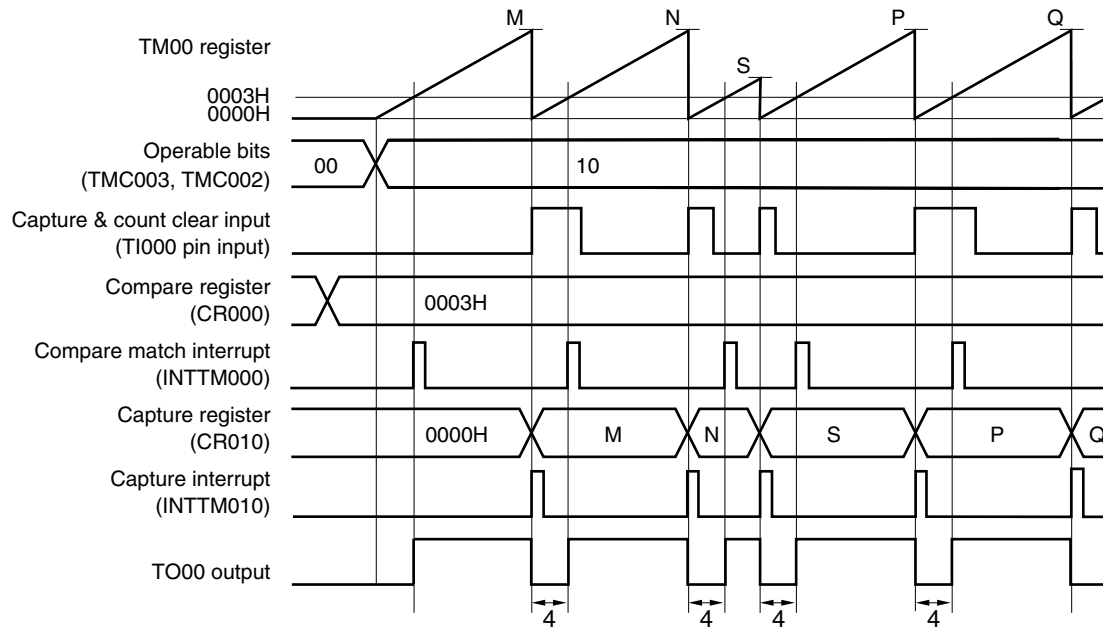 M N S P Q
TM00 register
0003H
0000H
Operable bits
(TMC003, TMC002)
00 10
Capture & count clear input
(TI000 pin input)
Compare register
(CR000)
0003H
Compare match interrupt
(INTTM000)
Capture register
(CR010)
0000H M N S P Q
Capture interrupt
(INTTM010)
TO00 output
4 4 4 4